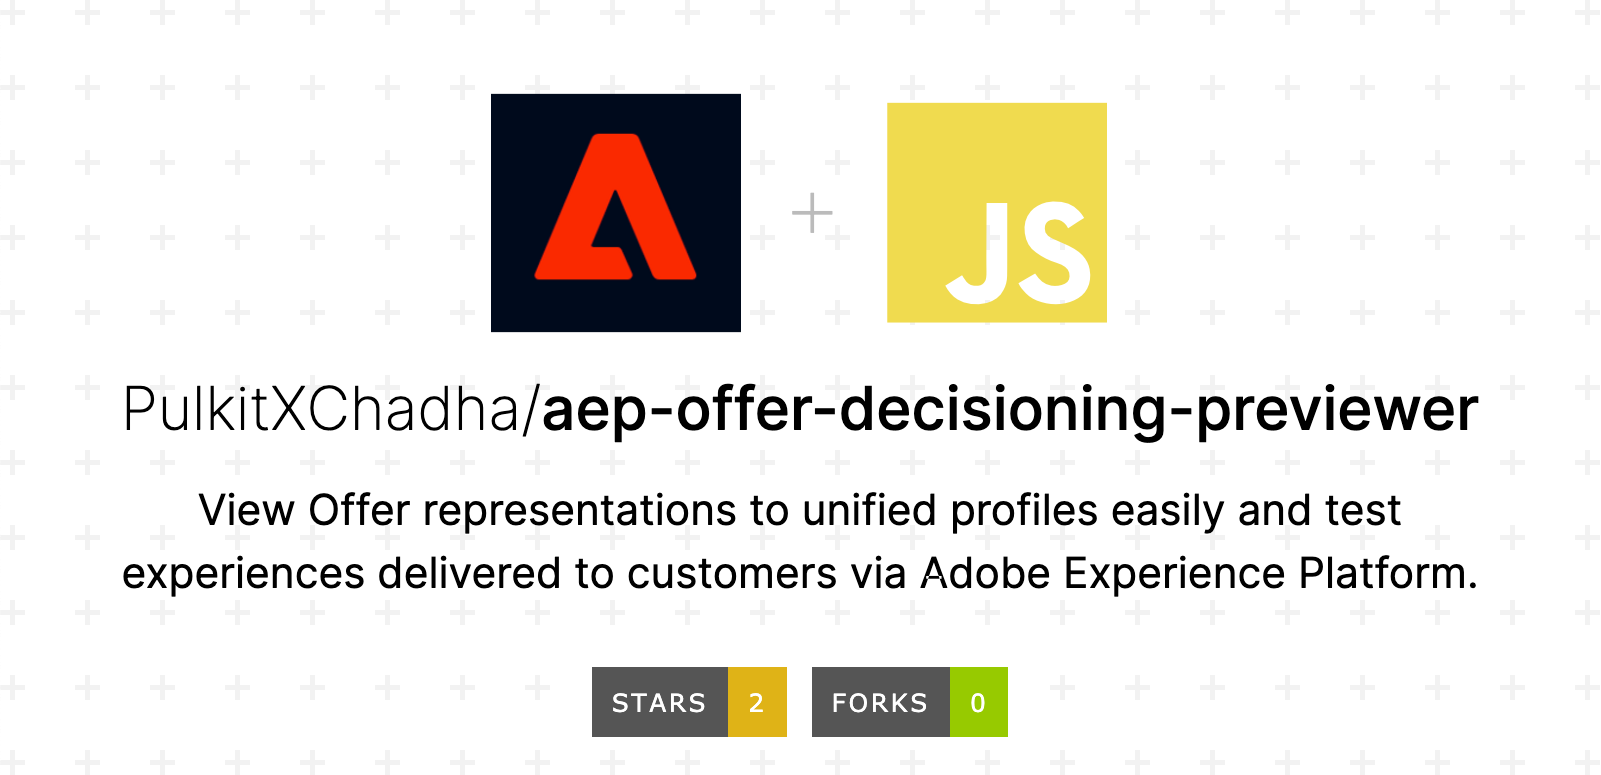 JS
PulkitXChadha/aep-offer-decisioning-previewer
View Offer representations to unified profiles easily and test
experiences delivered to customers via Adobe Experience Platform.
STARS 2 FORKS 0